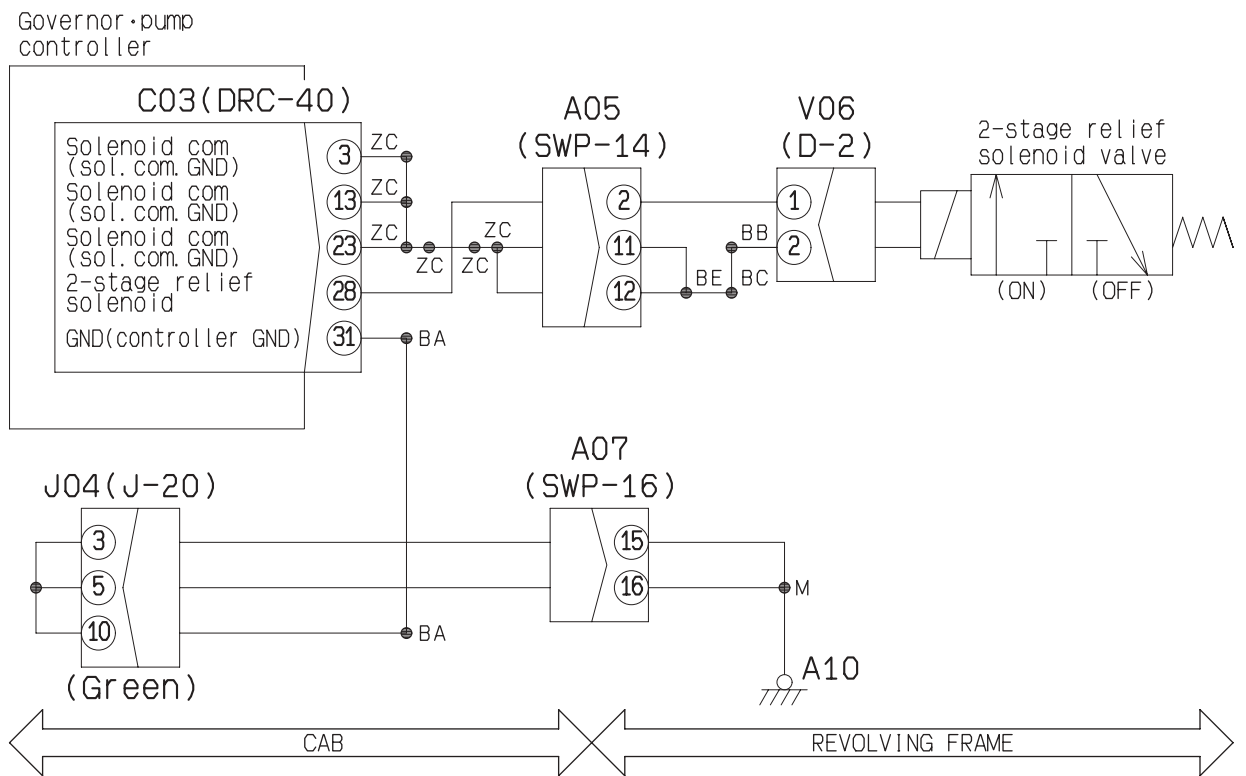 Governor·pump
controller
C03(DRC-40)
Solenoid com
(sol.com.GND)
Solenoid com
(sol.com.GND)
Solenoid com
(sol.com.GND)
2-stage relief
solenoid
GND(controller GND)
3
13
23
28
31
ZC
ZC
ZC
ZC
ZC
ZC
BA
A05
(SWP-14)
2
11
12
BE
BB
BC
V06
(D-2)
1
2
2-stage relief
solenoid valve
(ON)
(OFF)
J04(J-20)
3
5
10
(Green)
BA
A07
(SWP-16)
15
16
M
A10
CAB
REVOLVING FRAME